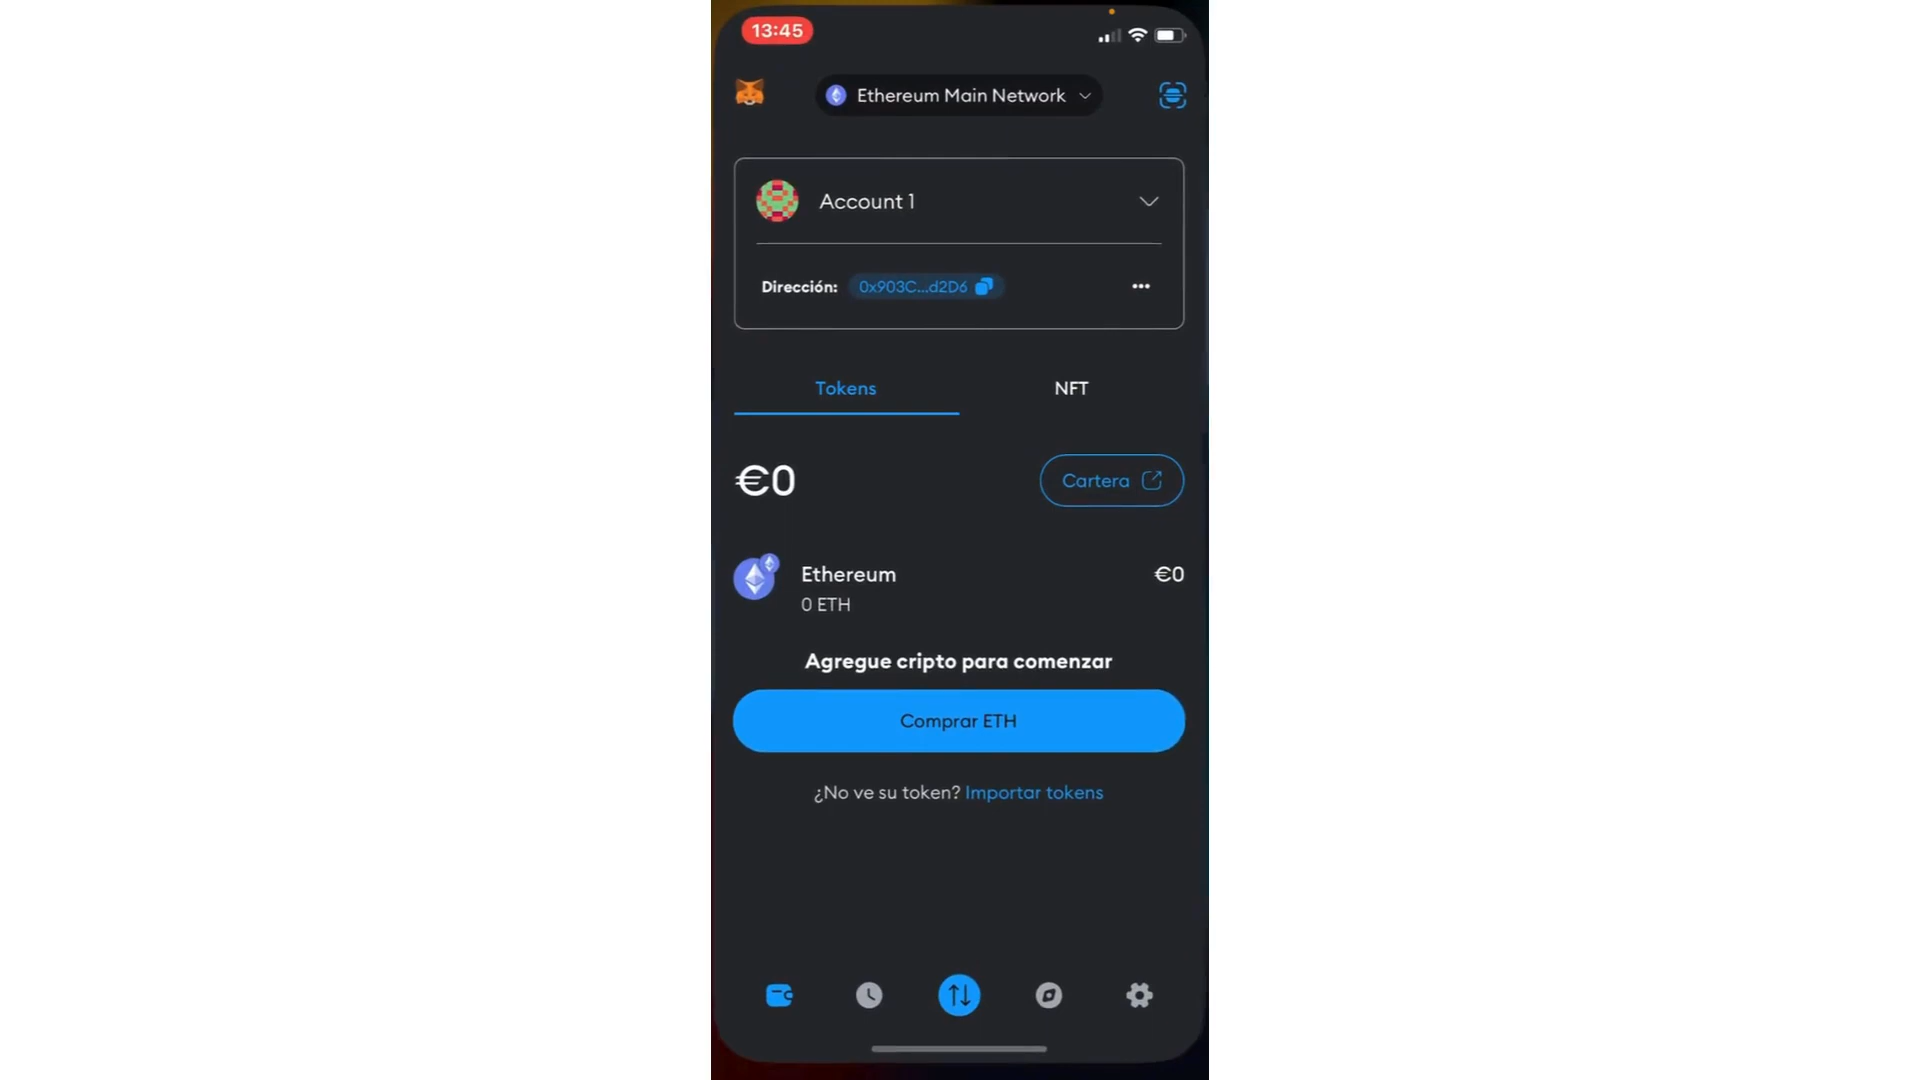 13:45
Ethereum Main Network
Account 1
Dirección: 0x903C...d2D6
Tokens NFT
€0 Cartera
Ethereum €0
0 ETH
Agregue cripto para comenzar
Comprar ETH
¿No ve su token? Importar tokens